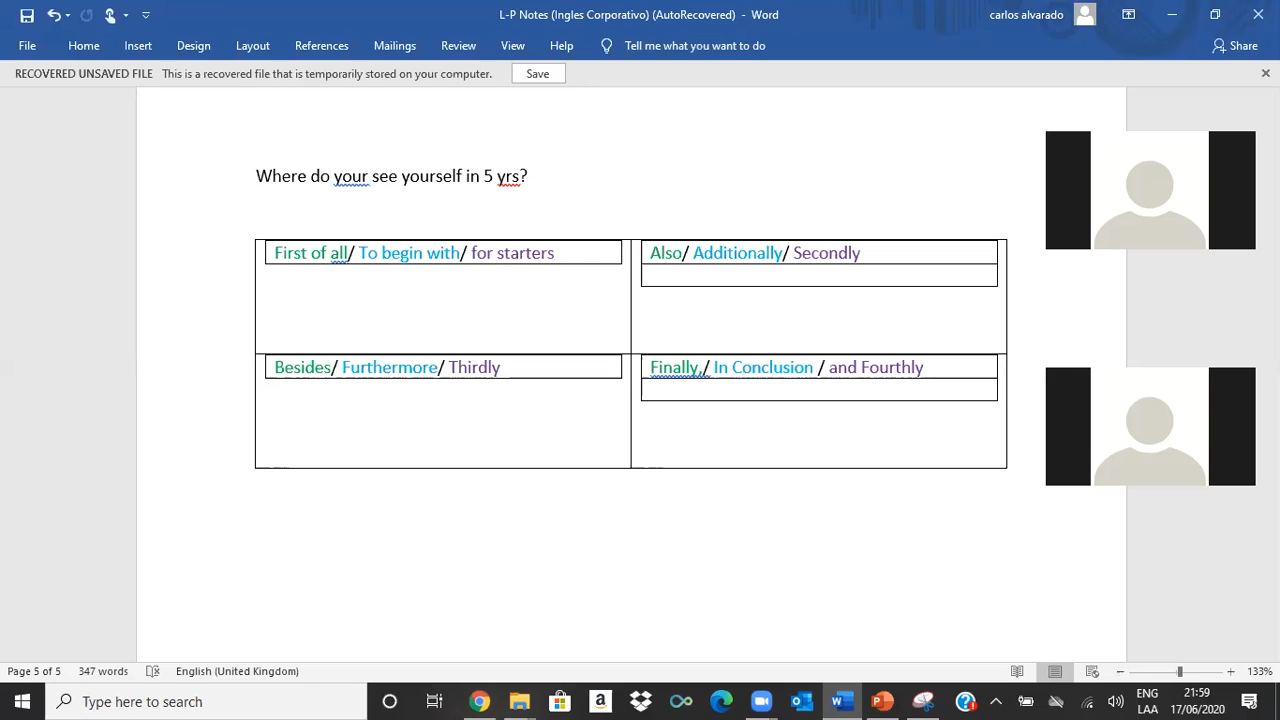 L-P Notes (Ingles Corporativo) (AutoRecovered) - Word
carlos alvarado
File Home Insert Design Layout References Mailings Review View Help Tell me what you want to do Share
RECOVERED UNSAVED FILE This is a recovered file that is temporarily stored on your computer. Save
Where do your see yourself in 5 yrs?
First of all/ To begin with/ for starters
Also/ Additionally/ Secondly
Besides/ Furthermore/ Thirdly
Finally,/ In Conclusion / and Fourthly
Page 5 of 5 347 words English (United Kingdom) 133%
Type here to search
ENG 21:59
LAA 17/06/2020